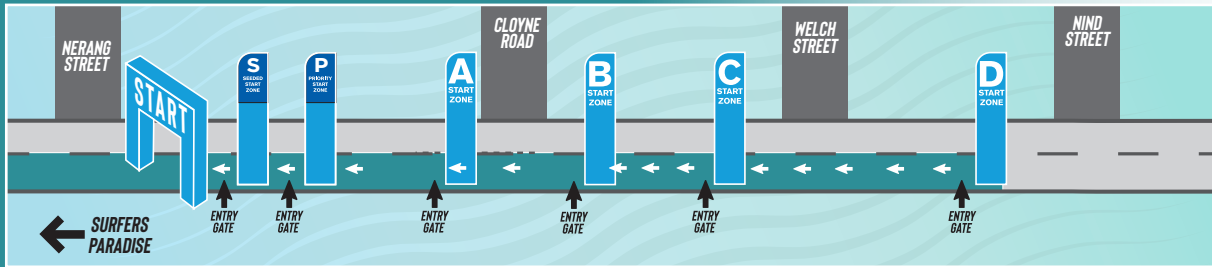 NERANG
STREET
CLOYNE
ROAD
WELCH
STREET
NIND
STREET
START
S
SEEDED
START
ZONE
P
PRIORITY
START
ZONE
A
START
ZONE
B
START
ZONE
C
START
ZONE
D
START
ZONE
ENTRY
GATE
ENTRY
GATE
ENTRY
GATE
ENTRY
GATE
ENTRY
GATE
ENTRY
GATE
SURFERS
PARADISE